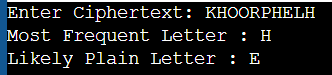 Enter Ciphertext: KHOORPHELH
Most Frequent Letter : H
Likely Plain Letter : E